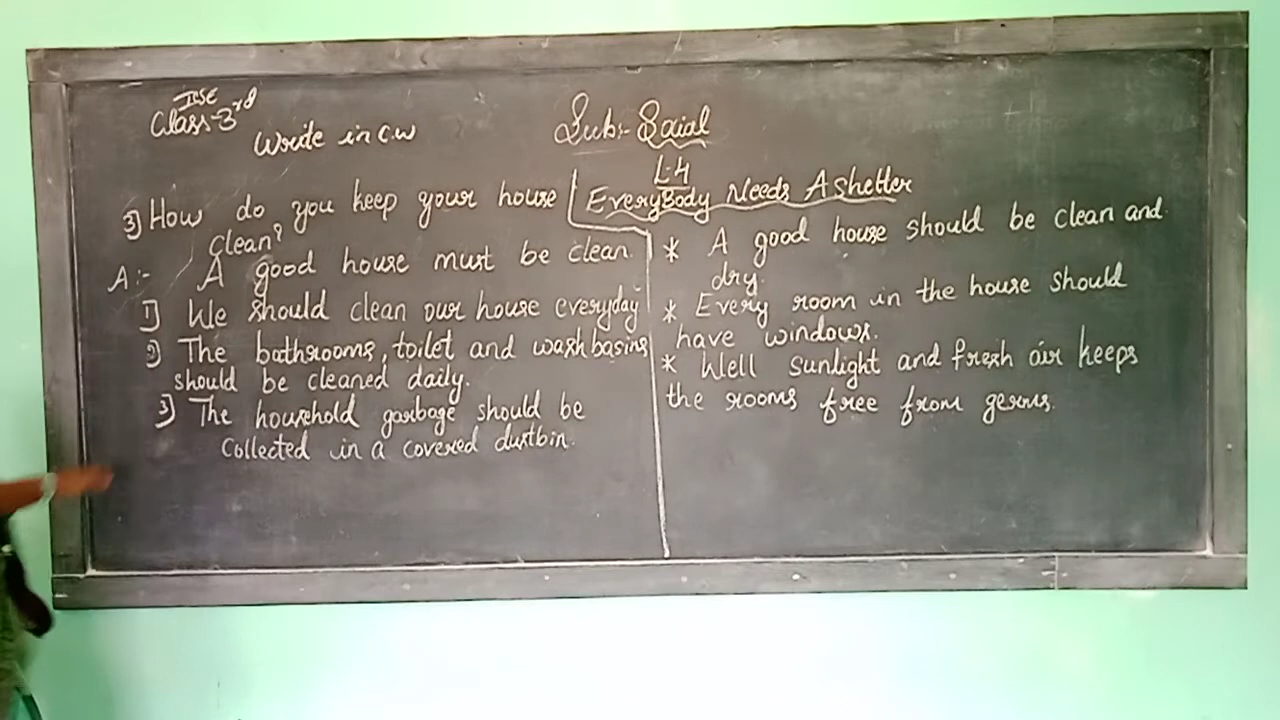 ICSE
Class-3rd
Write in C.W
Sub:- Social
L.4
EveryBody Needs A shelter
3) How do you keep your house
clean?
A:- A good house must be clean.
1) We should clean our house everyday
2) The bathrooms, toilet and washbasins
should be cleaned daily.
3) The household garbage should be
collected in a covered dustbin.
* A good house should be clean and
dry.
* Every room in the house should
have windows.
* Well sunlight and fresh air keeps
the rooms free from germs.